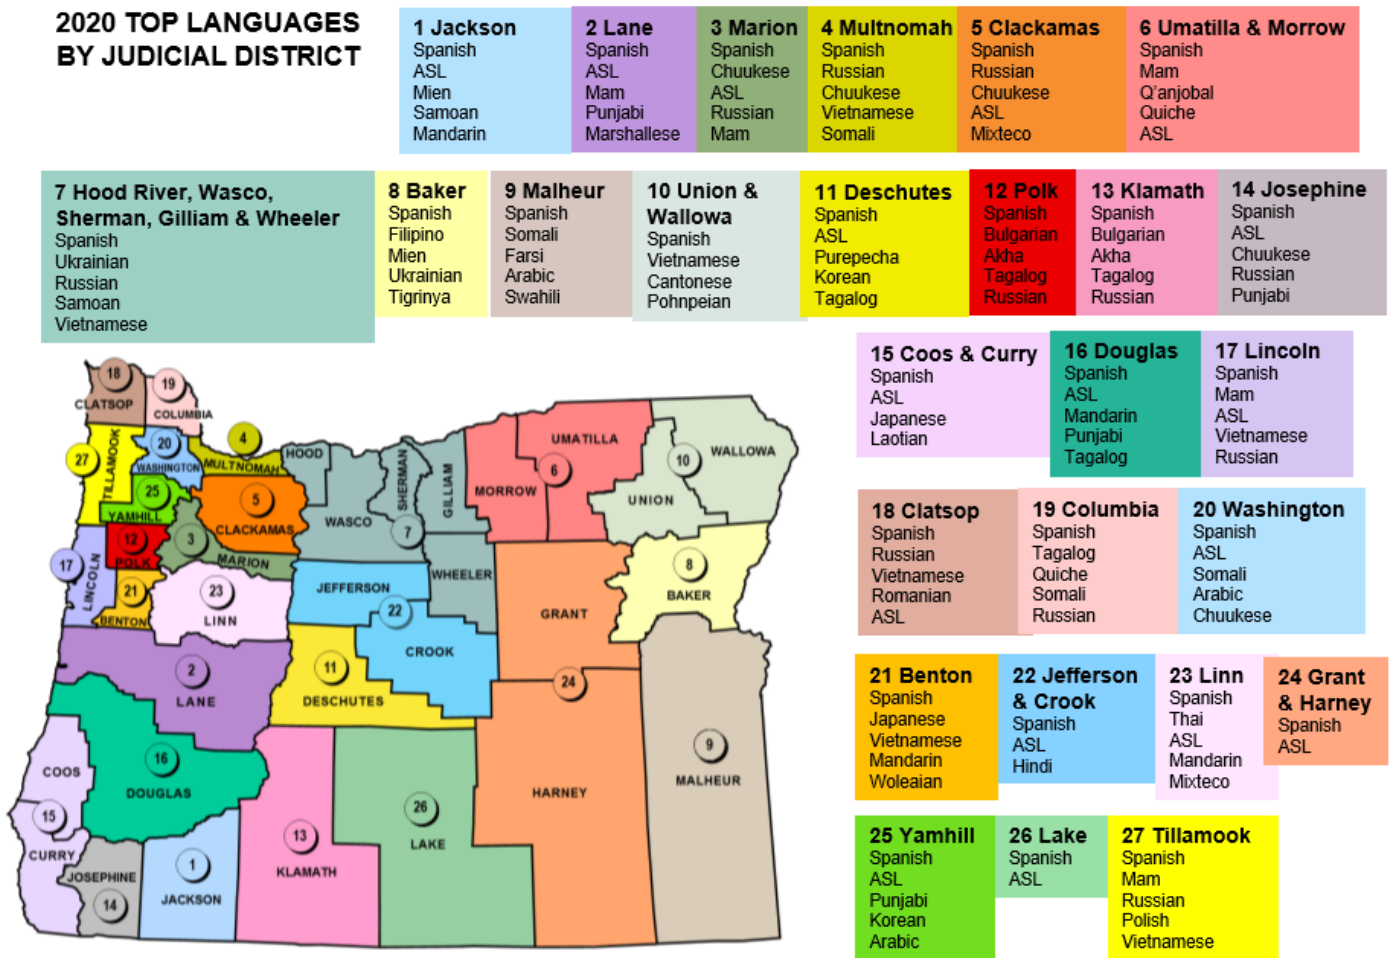 2020 TOP LANGUAGES
BY JUDICIAL DISTRICT
1 Jackson
Spanish
ASL
Mien
Samoan
Mandarin
2 Lane
Spanish
ASL
Mam
Punjabi
Marshallese
3 Marion
Spanish
Chuukese
ASL
Russian
Mam
4 Multnomah
Spanish
Russian
Chuukese
Vietnamese
Somali
5 Clackamas
Spanish
Russian
Chuukese
ASL
Mixteco
6 Umatilla & Morrow
Spanish
Mam
Q'anjobal
Quiche
ASL
7 Hood River, Wasco,
Sherman, Gilliam & Wheeler
Spanish
Ukrainian
Russian
Samoan
Vietnamese
8 Baker
Spanish
Filipino
Mien
Ukrainian
Tigrinya
9 Malheur
Spanish
Somali
Farsi
Arabic
Swahili
10 Union &
Wallowa
Spanish
Vietnamese
Cantonese
Pohnpeian
11 Deschutes
Spanish
ASL
Purepecha
Korean
Tagalog
12 Polk
Spanish
Bulgarian
Akha
Tagalog
Russian
13 Klamath
Spanish
Bulgarian
Akha
Tagalog
Russian
14 Josephine
Spanish
ASL
Chuukese
Russian
Punjabi
15 Coos & Curry
Spanish
ASL
Japanese
Laotian
16 Douglas
Spanish
ASL
Mandarin
Punjabi
Tagalog
17 Lincoln
Spanish
Mam
ASL
Vietnamese
Russian
18 Clatsop
Spanish
Russian
Vietnamese
Romanian
ASL
19 Columbia
Spanish
Tagalog
Quiche
Somali
Russian
20 Washington
Spanish
ASL
Somali
Arabic
Chuukese
21 Benton
Spanish
Japanese
Vietnamese
Mandarin
Woleaian
22 Jefferson
& Crook
Spanish
ASL
Hindi
23 Linn
Spanish
Thai
ASL
Mandarin
Mixteco
24 Grant
& Harney
Spanish
ASL
25 Yamhill
Spanish
ASL
Punjabi
Korean
Arabic
26 Lake
Spanish
ASL
27 Tillamook
Spanish
Mam
Russian
Polish
Vietnamese
18
CLATSOP
19
COLUMBIA
27
TILLAMOOK
20
WASHINGTON
4
MULTNOMAH
HOOD
25
YAMHILL
5
CLACKAMAS
WASCO
SHERMAN
7
GILLIAM
MORROW
6
UMATILLA
10
UNION
WALLOWA
12
POLK
3
MARION
17
LINCOLN
21
BENTON
23
LINN
JEFFERSON
22
CROOK
WHEELER
GRANT
24
8
BAKER
2
LANE
11
DESCHUTES
COOS
16
DOUGLAS
15
CURRY
JOSEPHINE
14
1
JACKSON
13
KLAMATH
26
LAKE
HARNEY
9
MALHEUR